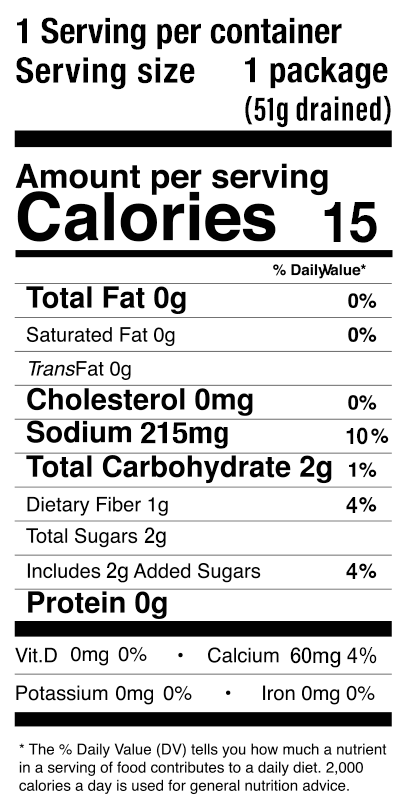 1 Serving per container
Serving size 1 package
(51g drained)
Amount per serving
Calories 15
% DailyValue*
Total Fat 0g 0%
Saturated Fat 0g 0%
TransFat 0g
Cholesterol 0mg 0%
Sodium 215mg 10%
Total Carbohydrate 2g 1%
Dietary Fiber 1g 4%
Total Sugars 2g
Includes 2g Added Sugars 4%
Protein 0g
Vit.D 0mg 0% • Calcium 60mg 4%
Potassium 0mg 0% • Iron 0mg 0%
* The % Daily Value (DV) tells you how much a nutrient
in a serving of food contributes to a daily diet. 2,000
calories a day is used for general nutrition advice.